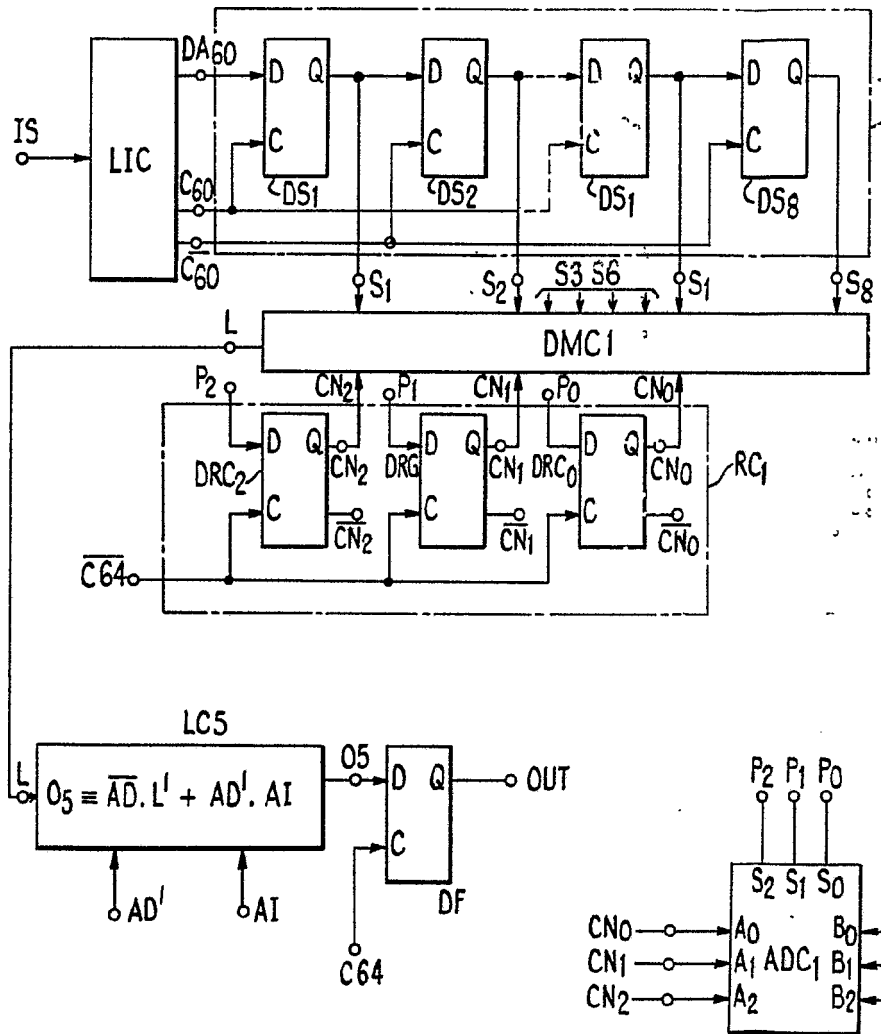 DA60
D Q D Q D Q D Q
IS
LIC
C C C C
C60
DS1 DS2 DS1 DS8
C60
S1 S2 S3 S6 S1 S8
L
DMC1
P2 CN2 P1 CN1 P0 CN0
D Q CN2 D Q CN1 D Q CN0
DRC2 DRG DRC0 RC1
C CN2 C CN1 C CN0
C64
LC5
L O5 ≡ AD. L' + AD'. AI
O5 D Q OUT
C
DF
AD' AI
C64
P2 P1 P0
S2 S1 S0
CN0 A0 B0
CN1 A1 ADC1 B1
CN2 A2 B2